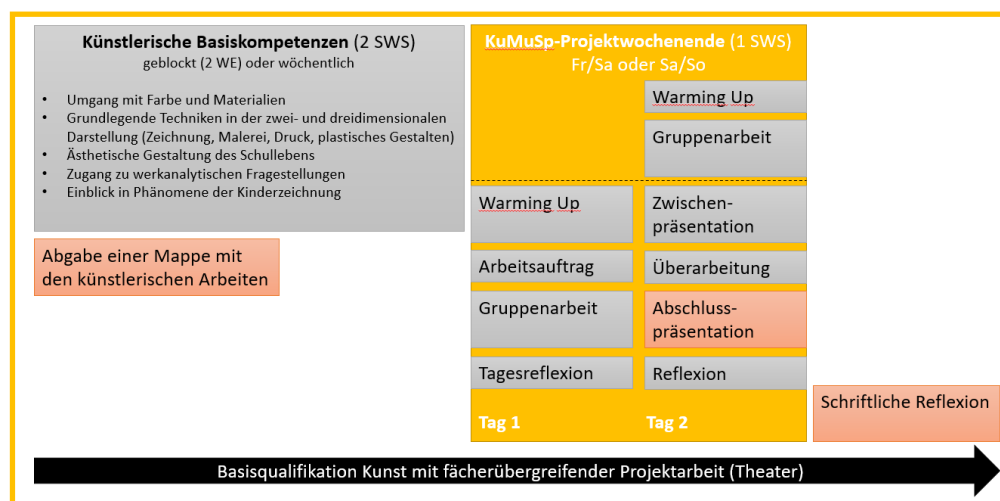 Künstlerische Basiskompetenzen (2 SWS)
geblockt (2 WE) oder wöchentlich
• Umgang mit Farbe und Materialien
• Grundlegende Techniken in der zwei- und dreidimensionalen
Darstellung (Zeichnung, Malerei, Druck, plastisches Gestalten)
• Ästhetische Gestaltung des Schullebens
• Zugang zu werkanalytischen Fragestellungen
• Einblick in Phänomene der Kinderzeichnung
Abgabe einer Mappe mit
den künstlerischen Arbeiten
KuMuSp-Projektwochenende (1 SWS)
Fr/Sa oder Sa/So
Warming Up
Arbeitsauftrag
Gruppenarbeit
Tagesreflexion
Tag 1
Warming Up
Gruppenarbeit
Zwischen-
präsentation
Überarbeitung
Abschluss-
präsentation
Reflexion
Tag 2
Schriftliche Reflexion
Basisqualifikation Kunst mit fächerübergreifender Projektarbeit (Theater)